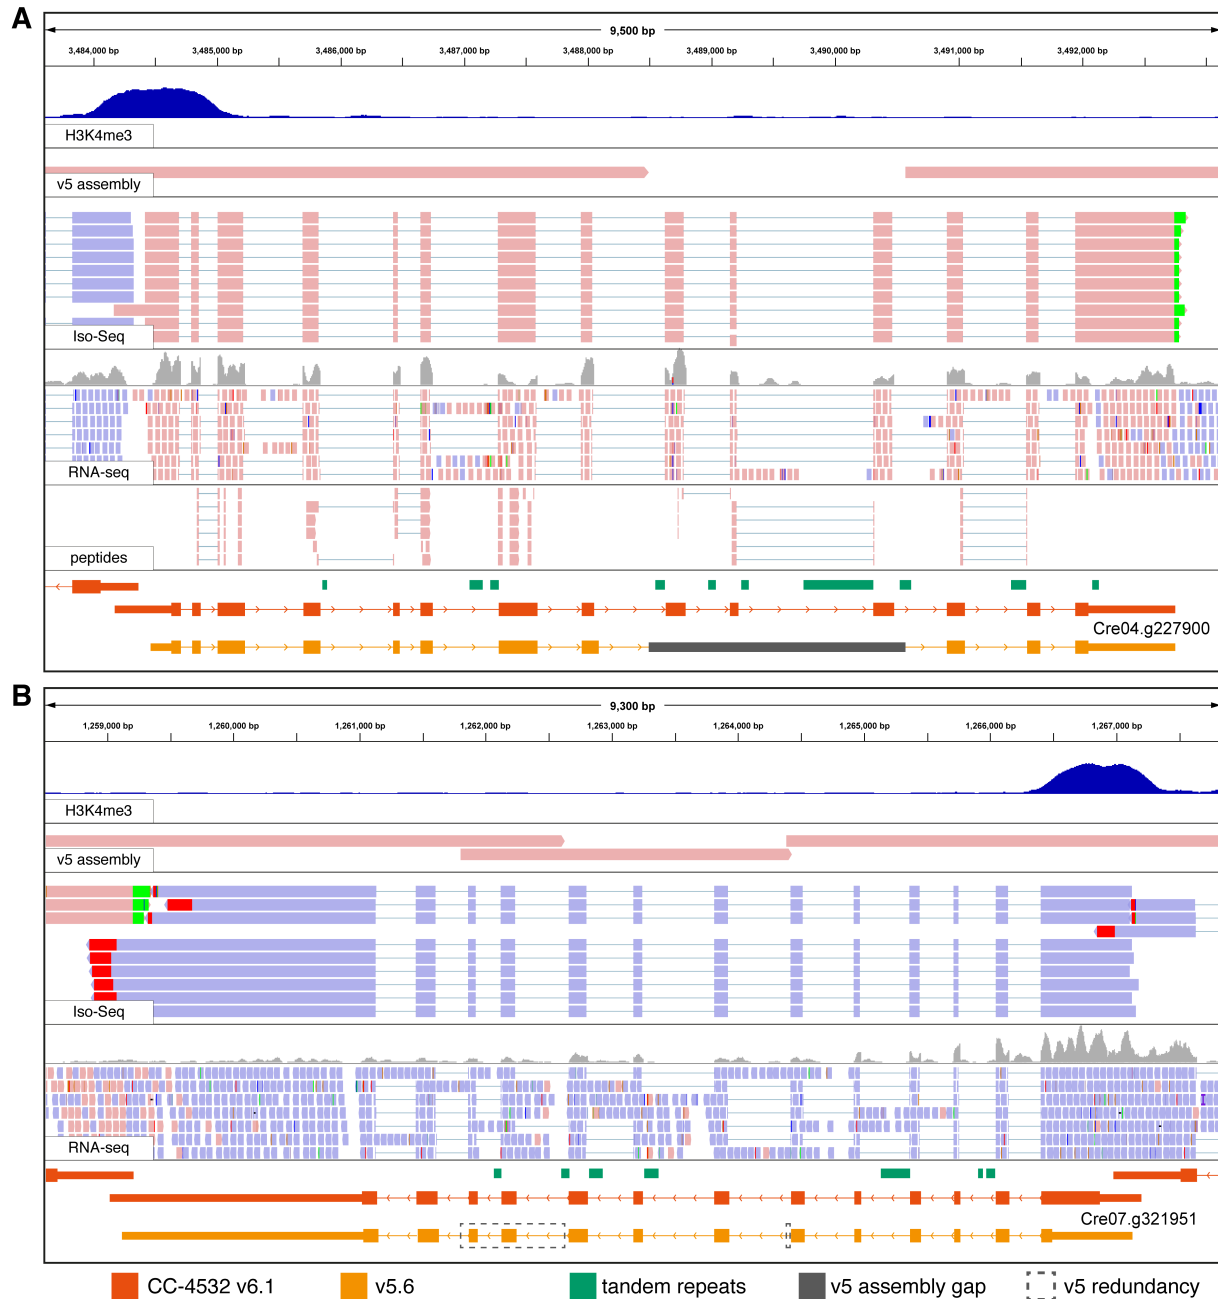 A
9,500 bp
3,484,000 bp 3,485,000 bp 3,486,000 bp 3,487,000 bp 3,488,000 bp 3,489,000 bp 3,490,000 bp 3,491,000 bp 3,492,000 bp
H3K4me3
v5 assembly
Iso-Seq
RNA-seq
peptides
Cre04.g227900
B
9,300 bp
1,259,000 bp 1,260,000 bp 1,261,000 bp 1,262,000 bp 1,263,000 bp 1,264,000 bp 1,265,000 bp 1,266,000 bp 1,267,000 bp
H3K4me3
v5 assembly
Iso-Seq
RNA-seq
Cre07.g321951
CC-4532 v6.1 v5.6 tandem repeats v5 assembly gap v5 redundancy